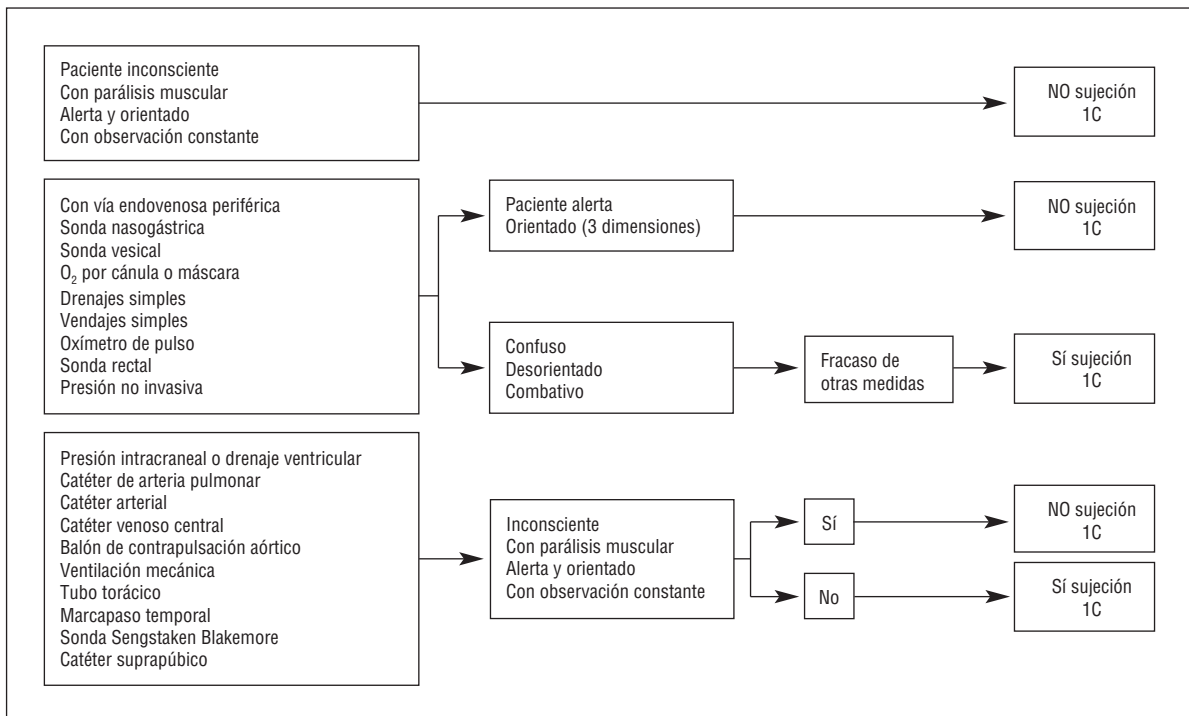 Paciente inconsciente
Con parálisis muscular
Alerta y orientado
Con observación constante
NO sujeción
1C
Con vía endovenosa periférica
Sonda nasogástrica
Sonda vesical
O₂ por cánula o máscara
Drenajes simples
Vendajes simples
Oxímetro de pulso
Sonda rectal
Presión no invasiva
Paciente alerta
Orientado (3 dimensiones)
NO sujeción
1C
Confuso
Desorientado
Combativo
Fracaso de
otras medidas
Sí sujeción
1C
Presión intracraneal o drenaje ventricular
Catéter de arteria pulmonar
Catéter arterial
Catéter venoso central
Balón de contrapulsación aórtico
Ventilación mecánica
Tubo torácico
Marcapaso temporal
Sonda Sengstaken Blakemore
Catéter suprapúbico
Inconsciente
Con parálisis muscular
Alerta y orientado
Con observación constante
Sí
NO sujeción
1C
No
Sí sujeción
1C